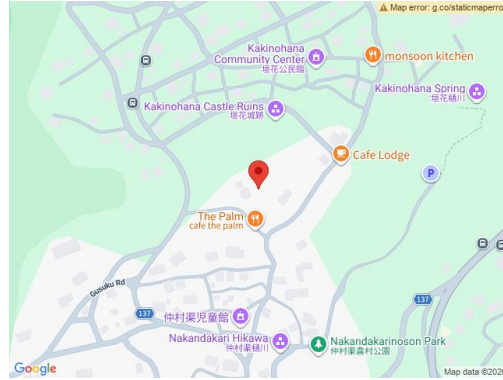 Map error: g.co/staticmaperro
Kakinohana
Community Center
垣花公民館
monsoon kitchen
Kakinohana Spring
垣花樋川
Kakinohana Castle Ruins
垣花城跡
Cafe Lodge
P
The Palm
cafe the palm
Gusuku Rd
137
137
仲村渠児童館
Nakandakari Hikawa
仲村渠樋川
Nakandakarinoson Park
仲村渠農村公園
Google
Map data ©2026